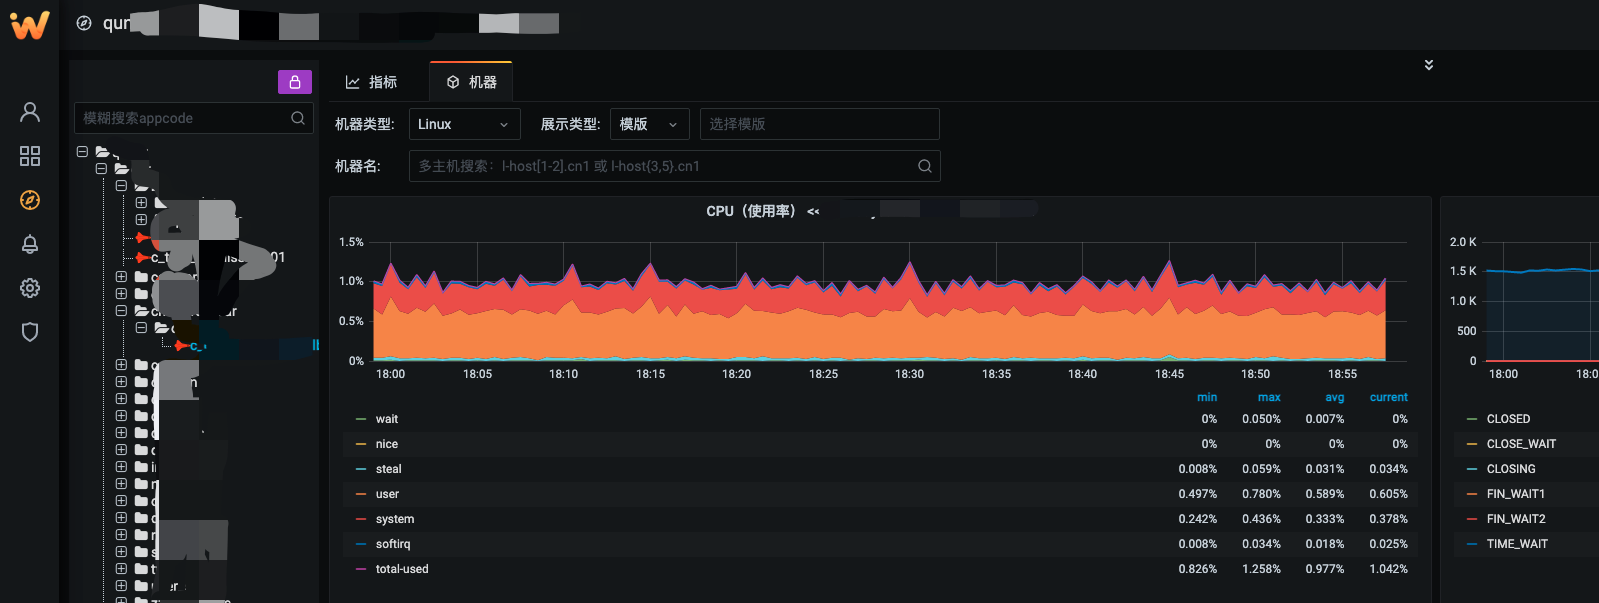 qun
指标
机器
模糊搜索appcode
机器类型:
Linux
展示类型:
模版
选择模版
机器名:
多主机搜索：l-host[1-2].cn1 或 l-host{3,5}.cn1
CPU（使用率） <<
1.5%
1.0%
0.5%
0%
18:00 18:05 18:10 18:15 18:20 18:25 18:30 18:35 18:40 18:45 18:50 18:55
min max avg current
wait 0% 0.050% 0.007% 0%
nice 0% 0% 0% 0%
steal 0.008% 0.059% 0.031% 0.034%
user 0.497% 0.780% 0.589% 0.605%
system 0.242% 0.436% 0.333% 0.378%
softirq 0.008% 0.034% 0.018% 0.025%
total-used 0.826% 1.258% 0.977% 1.042%
2.0 K
1.5 K
1.0 K
500
0
18:00 18:0
CLOSED
CLOSE_WAIT
CLOSING
FIN_WAIT1
FIN_WAIT2
TIME_WAIT